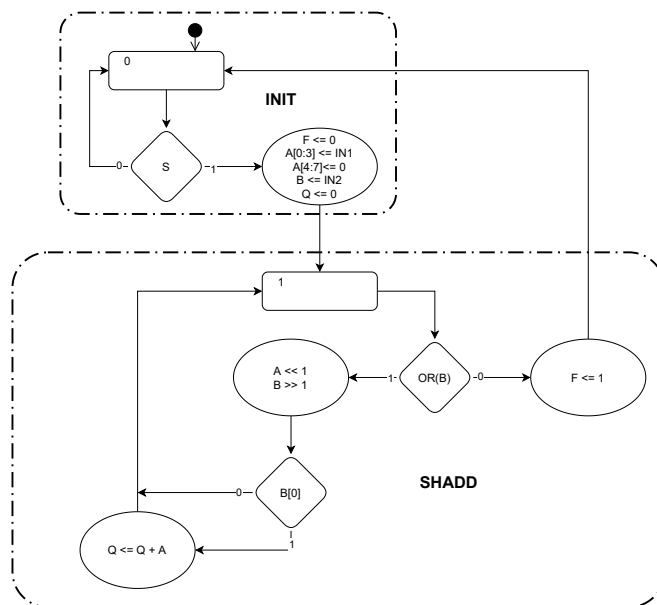 0
INIT
S
0
1
F <= 0
A[0:3] <= IN1
A[4:7]<= 0
B <= IN2
Q <= 0
1
A << 1
B >> 1
1
OR(B)
0
F <= 1
0
B[0]
1
SHADD
Q <= Q + A